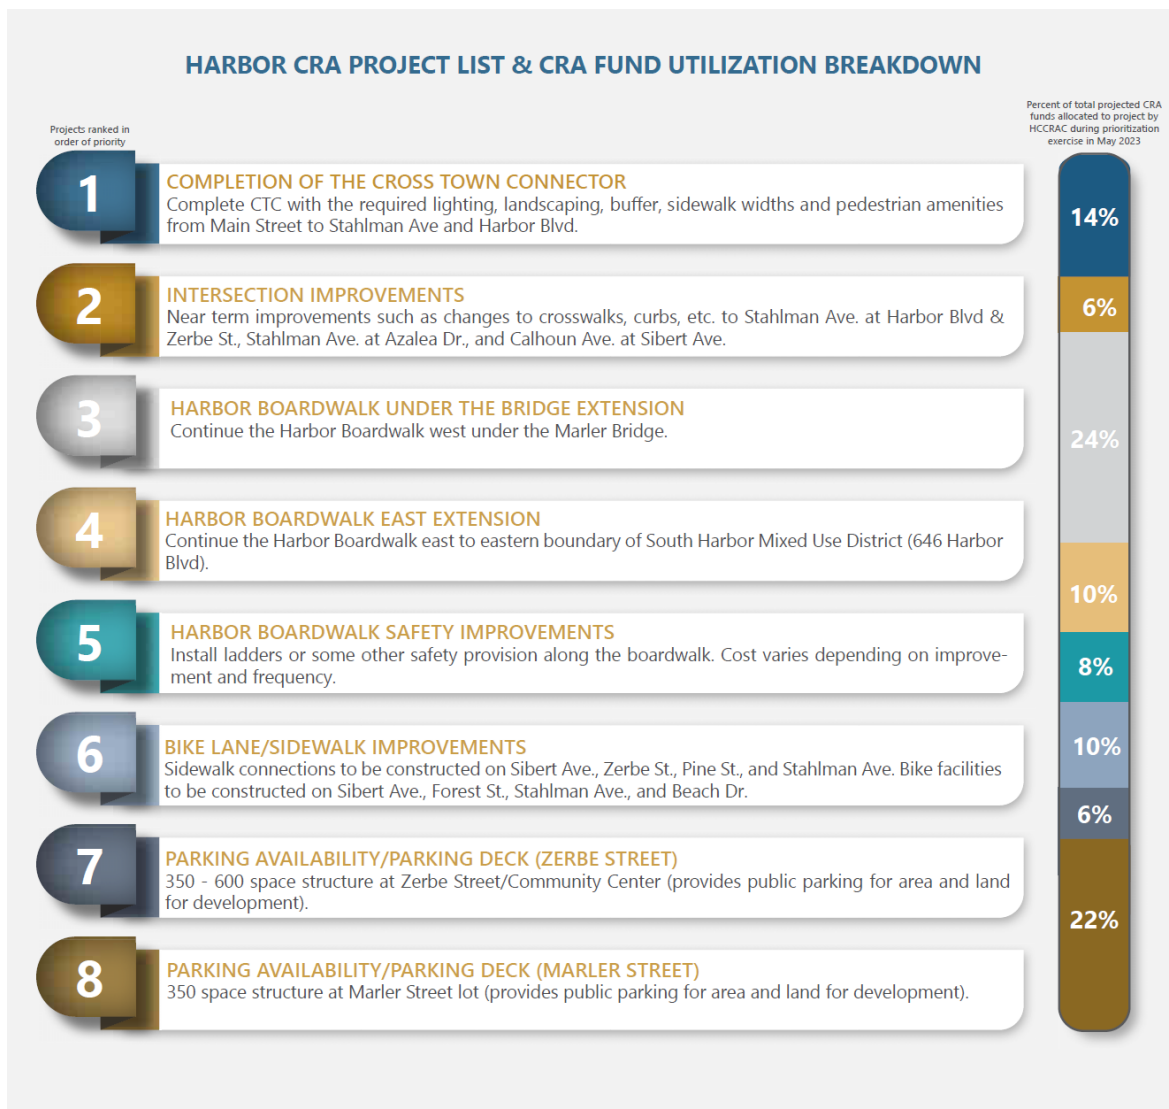 HARBOR CRA PROJECT LIST & CRA FUND UTILIZATION BREAKDOWN
Projects ranked in
order of priority
Percent of total projected CRA
funds allocated to project by
HCCRAC during prioritization
exercise in May 2023
1
COMPLETION OF THE CROSS TOWN CONNECTOR
Complete CTC with the required lighting, landscaping, buffer, sidewalk widths and pedestrian amenities
from Main Street to Stahlman Ave and Harbor Blvd.
14%
2
INTERSECTION IMPROVEMENTS
Near term improvements such as changes to crosswalks, curbs, etc. to Stahlman Ave. at Harbor Blvd &
Zerbe St., Stahlman Ave. at Azalea Dr., and Calhoun Ave. at Sibert Ave.
6%
3
HARBOR BOARDWALK UNDER THE BRIDGE EXTENSION
Continue the Harbor Boardwalk west under the Marler Bridge.
24%
4
HARBOR BOARDWALK EAST EXTENSION
Continue the Harbor Boardwalk east to eastern boundary of South Harbor Mixed Use District (646 Harbor
Blvd).
10%
5
HARBOR BOARDWALK SAFETY IMPROVEMENTS
Install ladders or some other safety provision along the boardwalk. Cost varies depending on improve-
ment and frequency.
8%
6
BIKE LANE/SIDEWALK IMPROVEMENTS
Sidewalk connections to be constructed on Sibert Ave., Zerbe St., Pine St., and Stahlman Ave. Bike facilities
to be constructed on Sibert Ave., Forest St., Stahlman Ave., and Beach Dr.
10%
7
PARKING AVAILABILITY/PARKING DECK (ZERBE STREET)
350 - 600 space structure at Zerbe Street/Community Center (provides public parking for area and land
for development).
6%
8
PARKING AVAILABILITY/PARKING DECK (MARLER STREET)
350 space structure at Marler Street lot (provides public parking for area and land for development).
22%